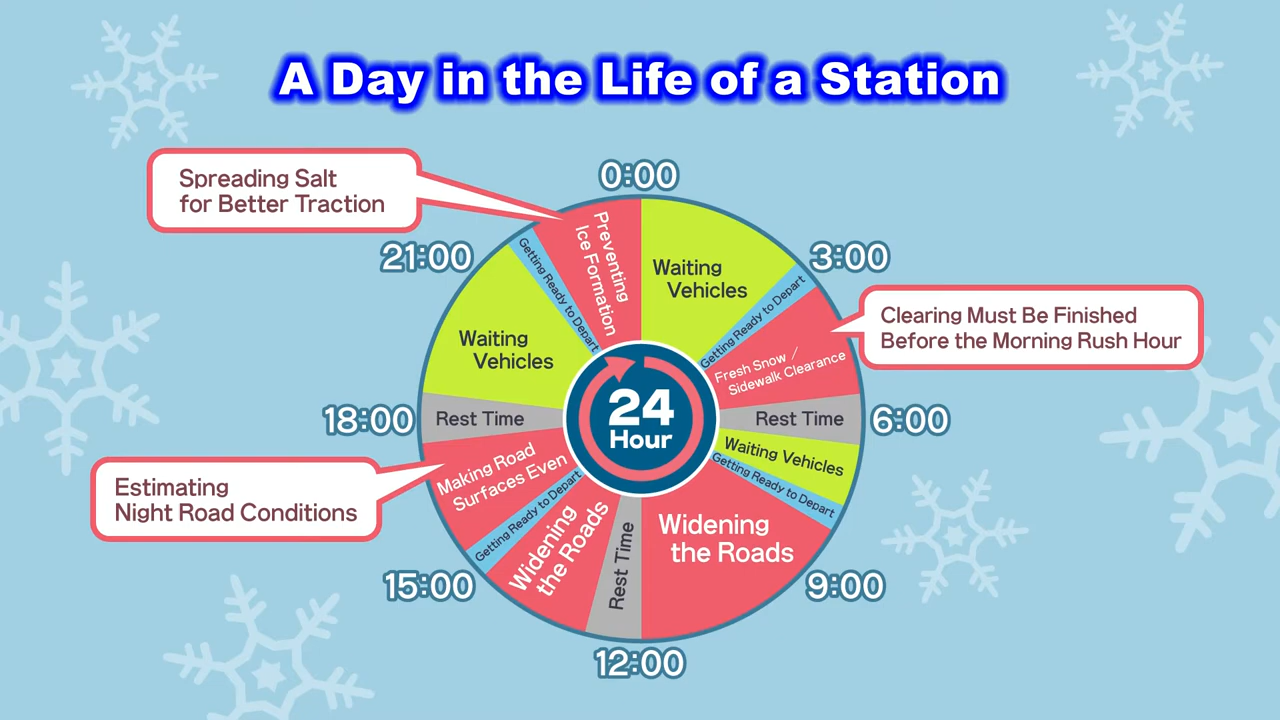 A Day in the Life of a Station
0:00
Spreading Salt
for Better Traction
21:00
3:00
Preventing
Ice Formation
Getting Ready to Depart
Waiting
Vehicles
Waiting
Vehicles
Getting Ready to Depart
Clearing Must Be Finished
Before the Morning Rush Hour
Fresh Snow /
Sidewalk Clearance
24
Hour
18:00
Rest Time
Rest Time
6:00
Making Road
Surfaces Even
Waiting Vehicles
Getting Ready to Depart
Estimating
Night Road Conditions
Getting Ready to Depart
Widening
the Roads
Rest Time
Widening
the Roads
15:00
9:00
12:00